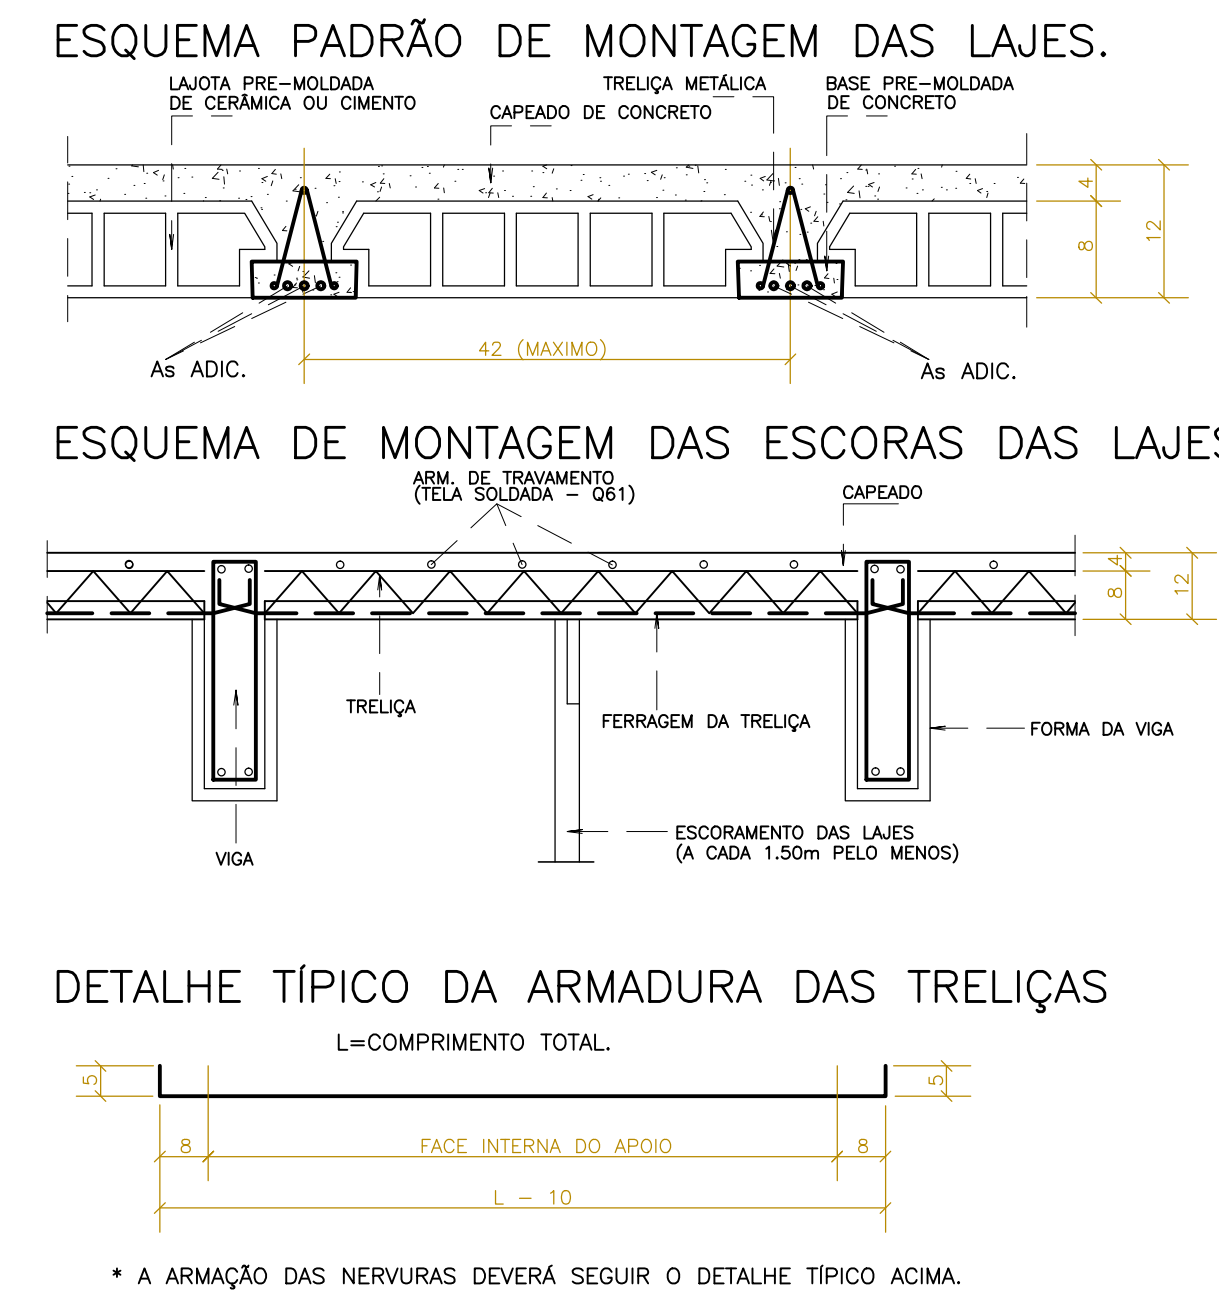 ESQUEMA PADRÃO DE MONTAGEM DAS LAJES.
LAJOTA PRE-MOLDADA
DE CERÂMICA OU CIMENTO
CAPEADO DE CONCRETO
TRELIÇA METÁLICA
BASE PRE-MOLDADA
DE CONCRETO
4
8
12
42 (MAXIMO)
As ADIC.
As ADIC.
ESQUEMA DE MONTAGEM DAS ESCORAS DAS LAJES
ARM. DE TRAVAMENTO
(TELA SOLDADA - Q61)
CAPEADO
4
8
12
TRELIÇA
FERRAGEM DA TRELIÇA
FORMA DA VIGA
VIGA
ESCORAMENTO DAS LAJES
(A CADA 1.50m PELO MENOS)
DETALHE TÍPICO DA ARMADURA DAS TRELIÇAS
L=COMPRIMENTO TOTAL.
5
5
8
FACE INTERNA DO APOIO
8
L - 10
* A ARMAÇÃO DAS NERVURAS DEVERÁ SEGUIR O DETALHE TÍPICO ACIMA.